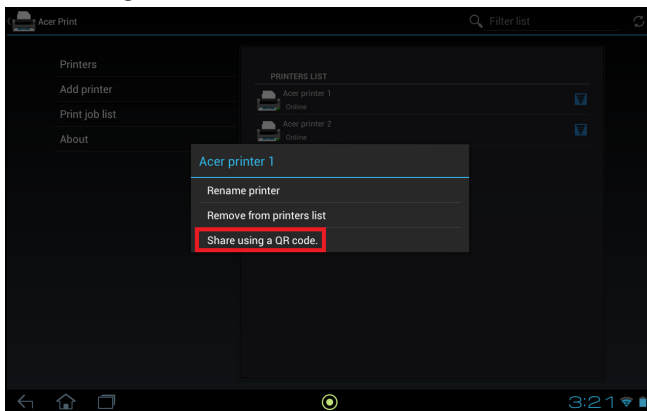 Acer Print
Filter list
Printers
Add printer
Print job list
About
PRINTERS LIST
Acer printer 1
Online
Acer printer 2
Online
Acer printer 1
Rename printer
Remove from printers list
Share using a QR code.
3:21